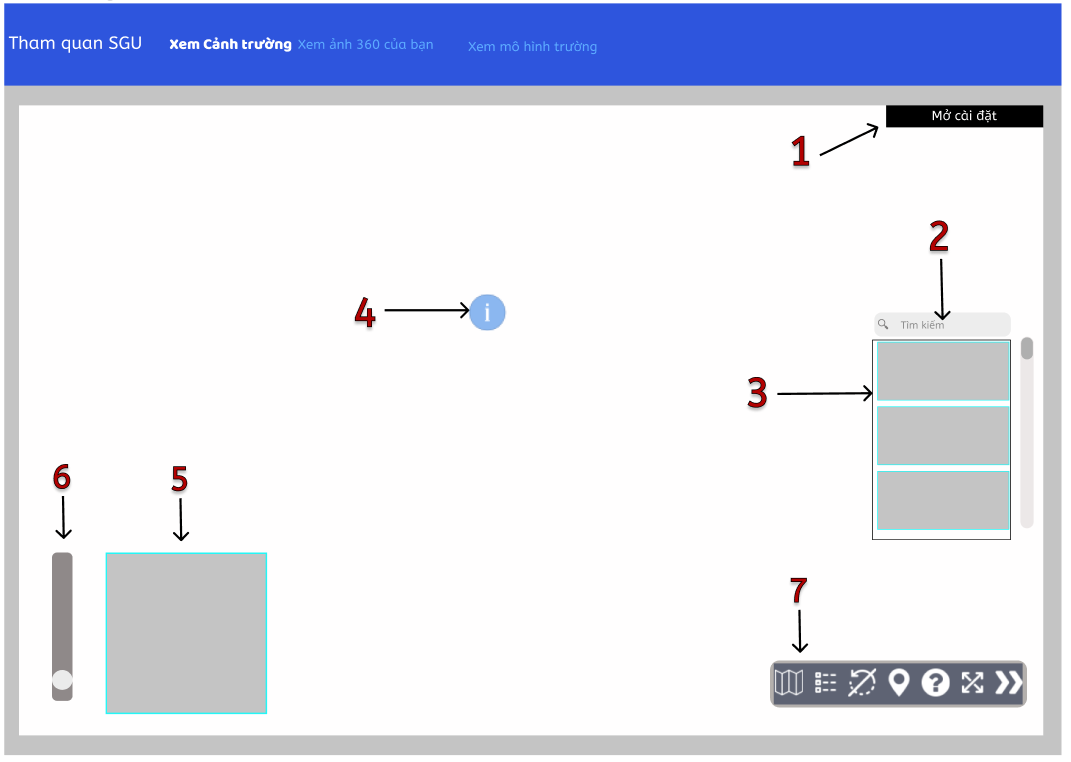 Tham quan SGU
Xem Cảnh trường
Xem ảnh 360 của bạn
Xem mô hình trường
Mở cài đặt
1
2
4
i
Tìm kiếm
3
6
5
7
?